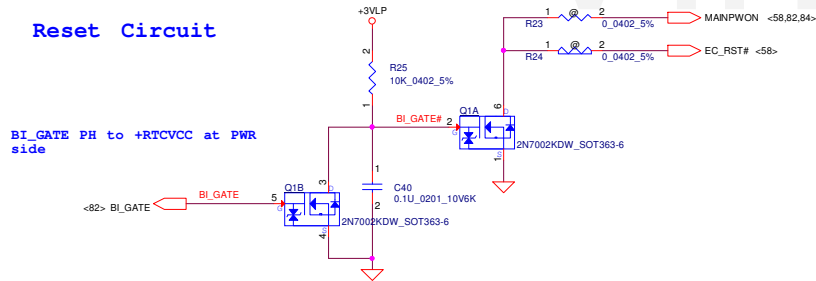 Reset Circuit
+3VLP
1 @ 2
R23 0_0402_5%
MAINPWON <58,82,84>
1 @ 2
R24 0_0402_5%
EC_RST# <58>
2
R25
10K_0402_5%
1
BI_GATE PH to +RTCVCC at PWR
side
BI_GATE#
2
Q1A
6
D
G
S
1
2N7002KDW_SOT363-6
<82> BI_GATE
BI_GATE
5
Q1B
3
D
G
S
4
2N7002KDW_SOT363-6
1
C40
0.1U_0201_10V6K
2